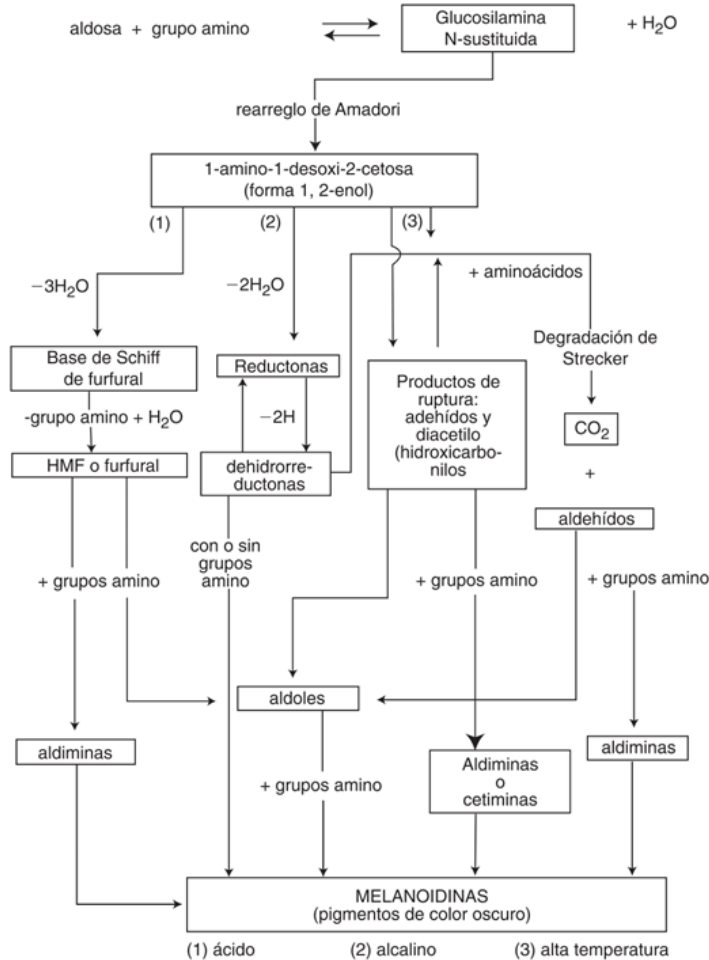 aldosa + grupo amino
Glucosilamina
N-sustituida
+ H₂O
rearreglo de Amadori
1-amino-1-desoxi-2-cetosa
(forma 1, 2-enol)
(1)
(2)
(3)
−3H₂O
−2H₂O
+ aminoácidos
Degradación de
Strecker
Base de Schiff
de furfural
Reductonas
Productos de
ruptura:
adehídos y
diacetilo
(hidroxicarbo-
nilos
-grupo amino + H₂O
−2H
CO₂
HMF o furfural
dehidrorre-
ductonas
+
aldehídos
con o sin
grupos
amino
+ grupos amino
+ grupos amino
+ grupos amino
aldoles
aldiminas
aldiminas
Aldiminas
o
cetiminas
+ grupos amino
MELANOIDINAS
(pigmentos de color oscuro)
(1) ácido
(2) alcalino
(3) alta temperatura